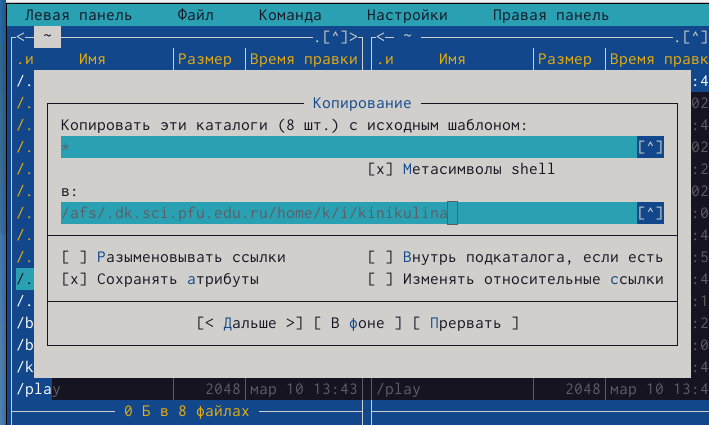 Левая панель Файл Команда Настройки Правая панель
<— ~ .[^]> <— ~ .[^]
.и Имя Размер Время правки .и Имя Размер Время правк
Копирование
Копировать эти каталоги (8 шт.) с исходным шаблоном:
* [^]
[x] Метасимволы shell
в:
/afs/.dk.sci.pfu.edu.ru/home/k/i/kinikulina [^]
[ ] Разыменовывать ссылки [ ] Внутрь подкаталога, если есть
[x] Сохранять атрибуты [ ] Изменять относительные ссылки
[< Дальше >] [ В фоне ] [ Прервать ]
/b
/b
/k
/play 2048 мар 10 13:43 /play 2048 мар 10 13:4
0 Б в 8 файлах